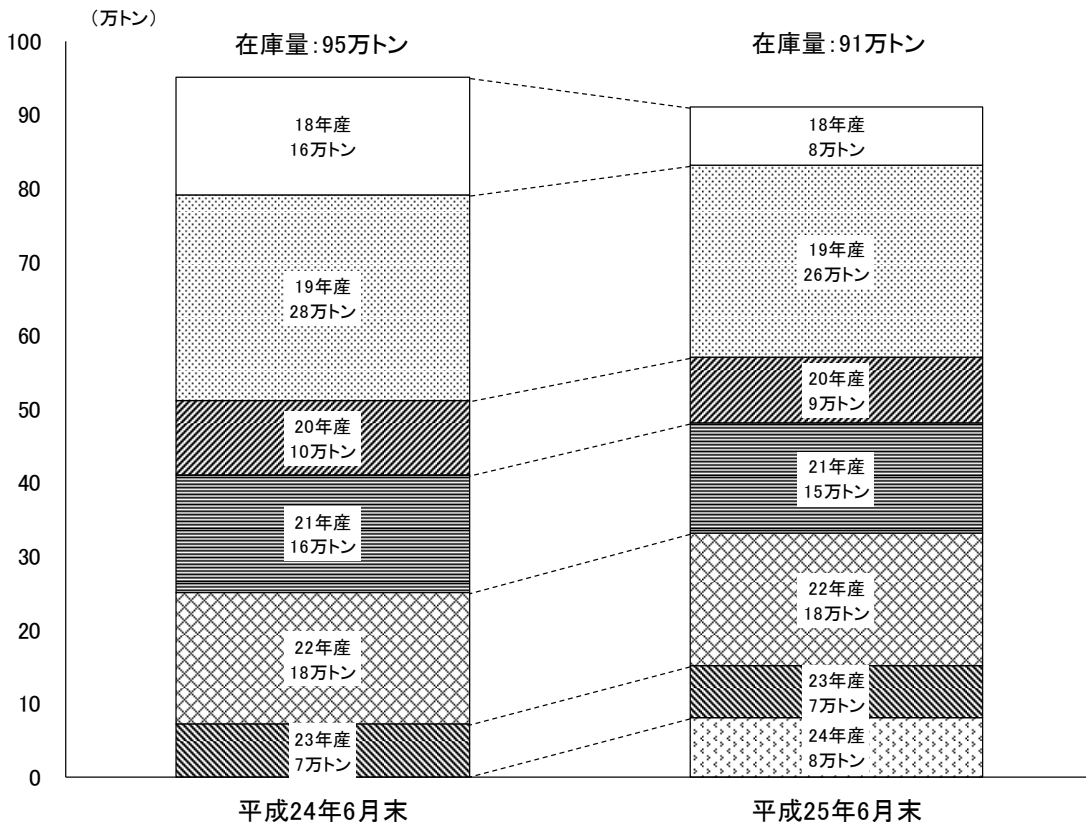 （万トン）
在庫量：95万トン
在庫量：91万トン
100
90
80
70
60
50
40
30
20
10
0
18年産
16万トン
19年産
28万トン
20年産
10万トン
21年産
16万トン
22年産
18万トン
23年産
7万トン
18年産
8万トン
19年産
26万トン
20年産
9万トン
21年産
15万トン
22年産
18万トン
23年産
7万トン
24年産
8万トン
平成24年6月末
平成25年6月末